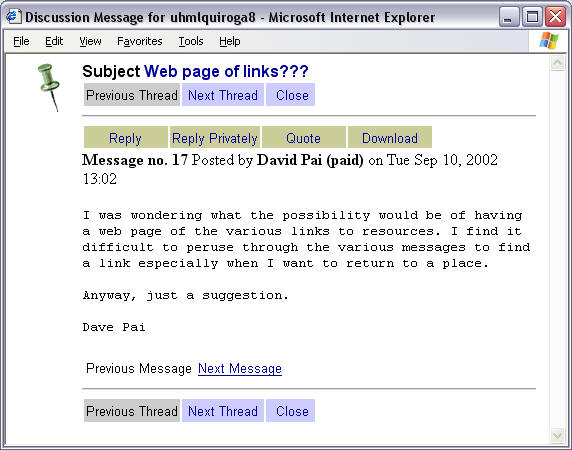 Discussion Message for uhmlquiroga8 - Microsoft Internet Explorer
File Edit View Favorites Tools Help
Subject Web page of links???
Previous Thread Next Thread Close
Reply Reply Privately Quote Download
Message no. 17 Posted by David Pai (paid) on Tue Sep 10, 2002
13:02
I was wondering what the possibility would be of having
a web page of the various links to resources. I find it
difficult to peruse through the various messages to find
a link especially when I want to return to a place.
Anyway, just a suggestion.
Dave Pai
Previous Message Next Message
Previous Thread Next Thread Close